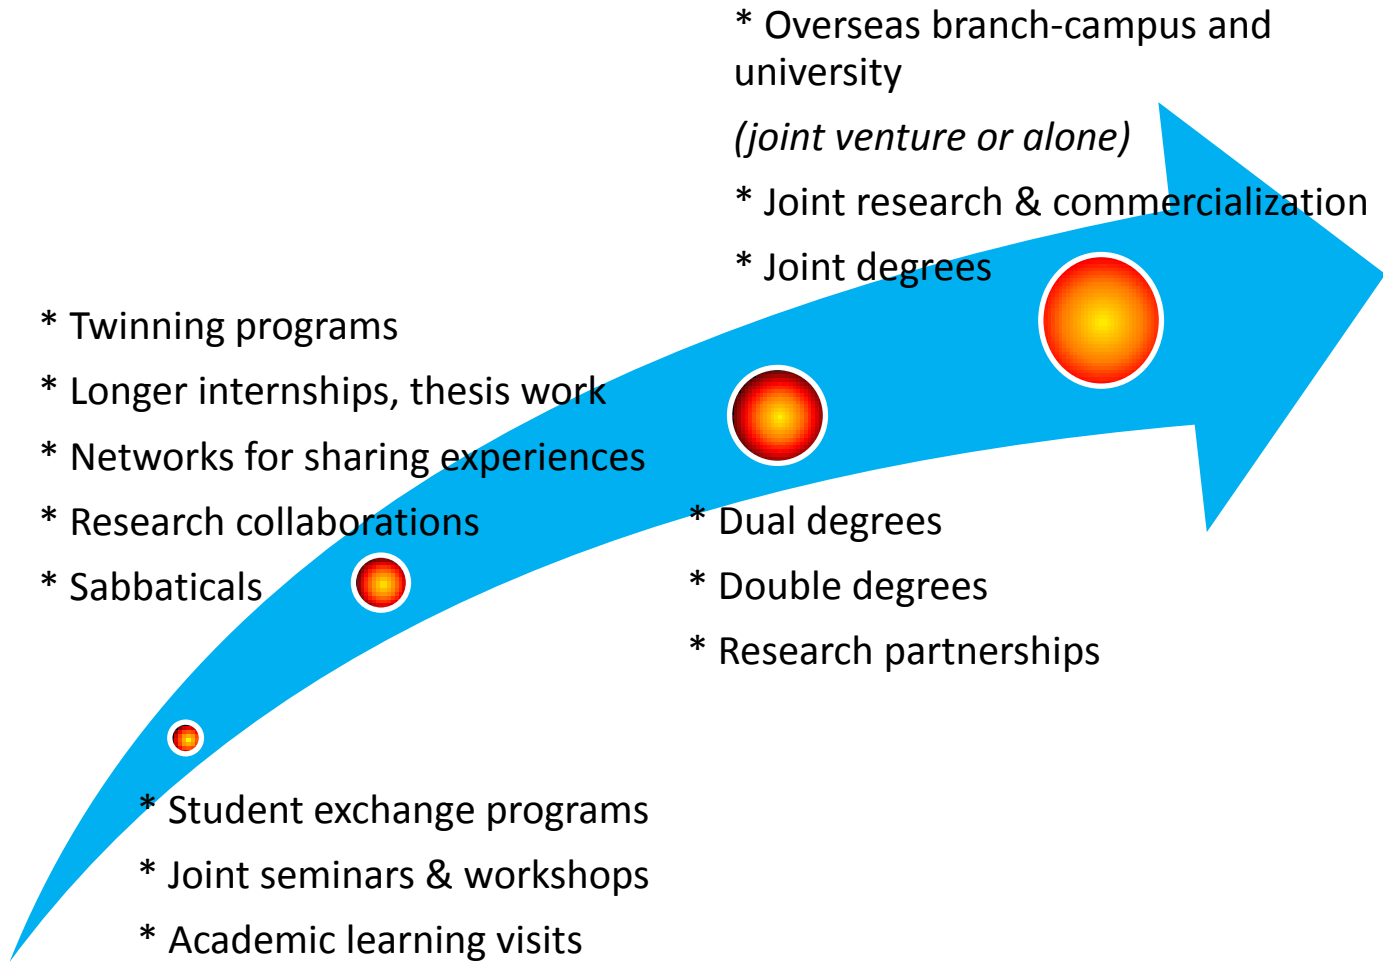 * Overseas branch-campus and
university
(joint venture or alone)
* Joint research & commercialization
* Joint degrees
* Twinning programs
* Longer internships, thesis work
* Networks for sharing experiences
* Research collaborations
* Sabbaticals
* Dual degrees
* Double degrees
* Research partnerships
* Student exchange programs
* Joint seminars & workshops
* Academic learning visits